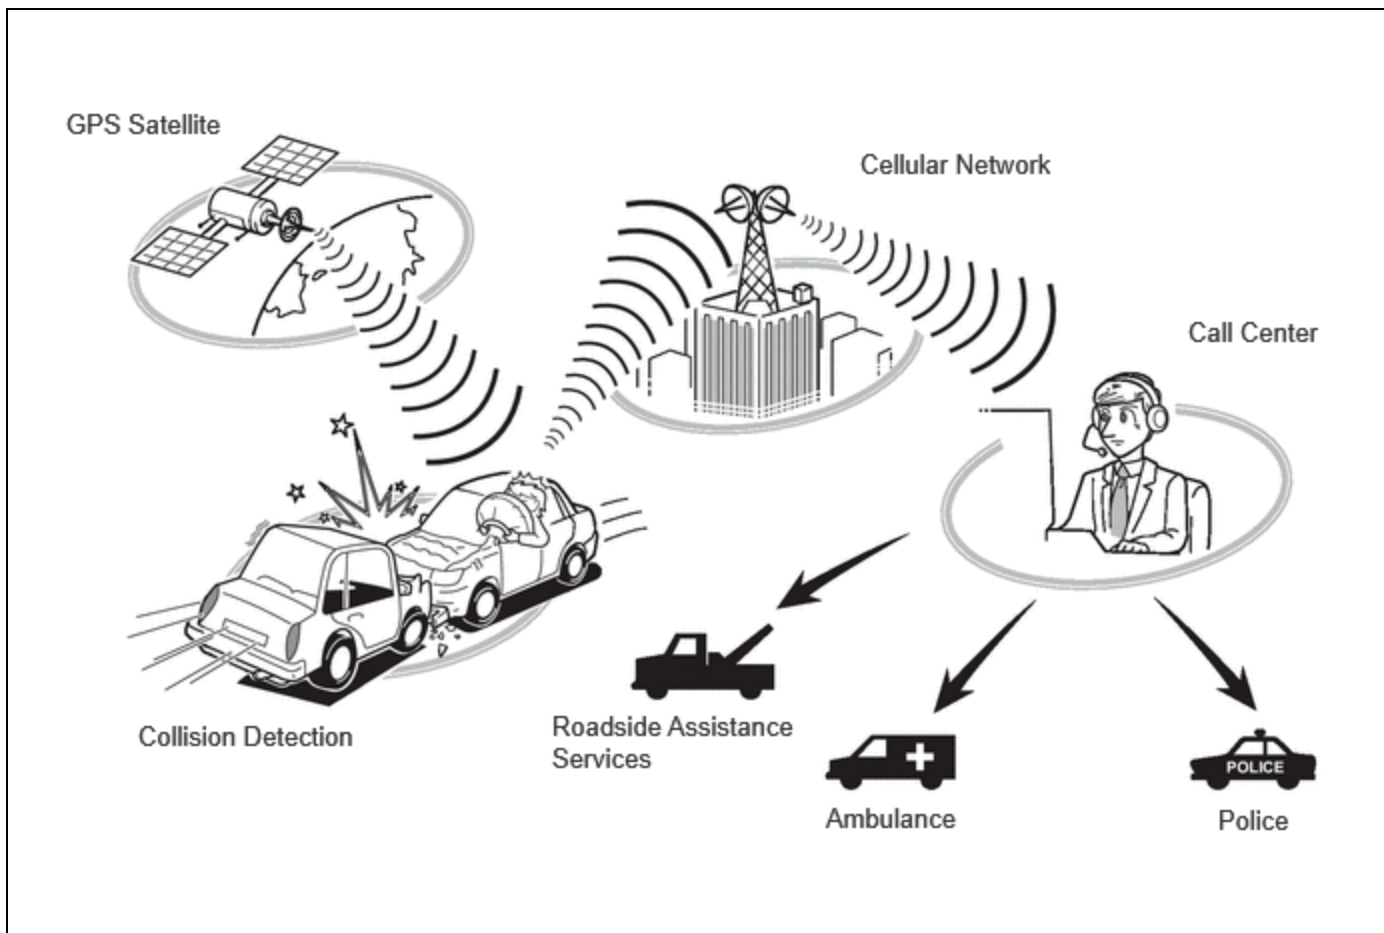 GPS Satellite
Cellular Network
Call Center
Collision Detection
Roadside Assistance
Services
Ambulance
POLICE
Police